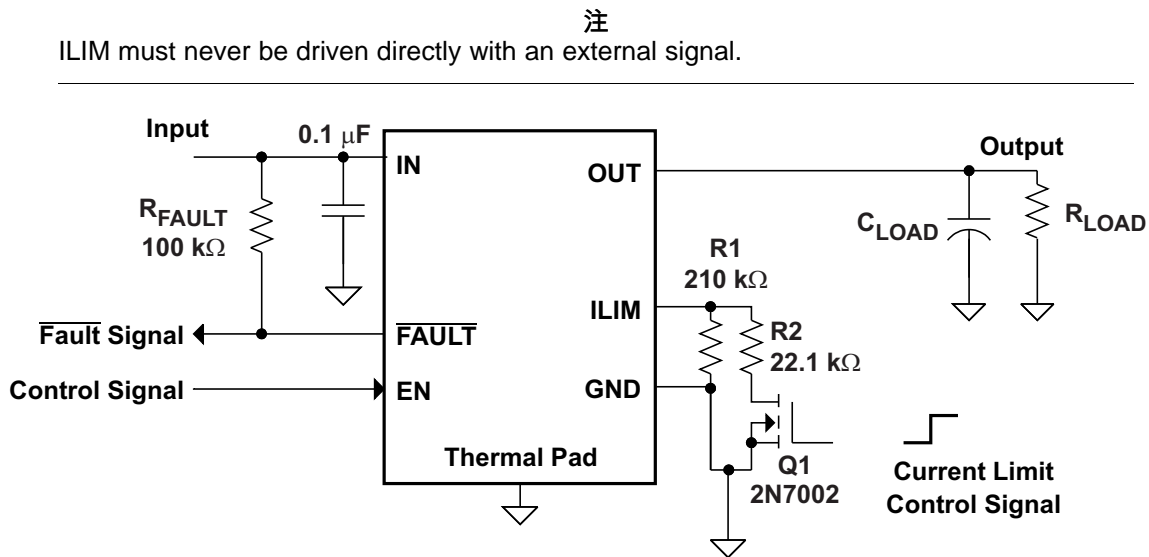 注
ILIM must never be driven directly with an external signal.
Input
0.1 μF
IN
OUT
Output
RFAULT
100 kΩ
CLOAD
RLOAD
R1
210 kΩ
ILIM
R2
22.1 kΩ
Fault Signal
FAULT
Control Signal
EN
GND
Thermal Pad
Q1
2N7002
Current Limit
Control Signal